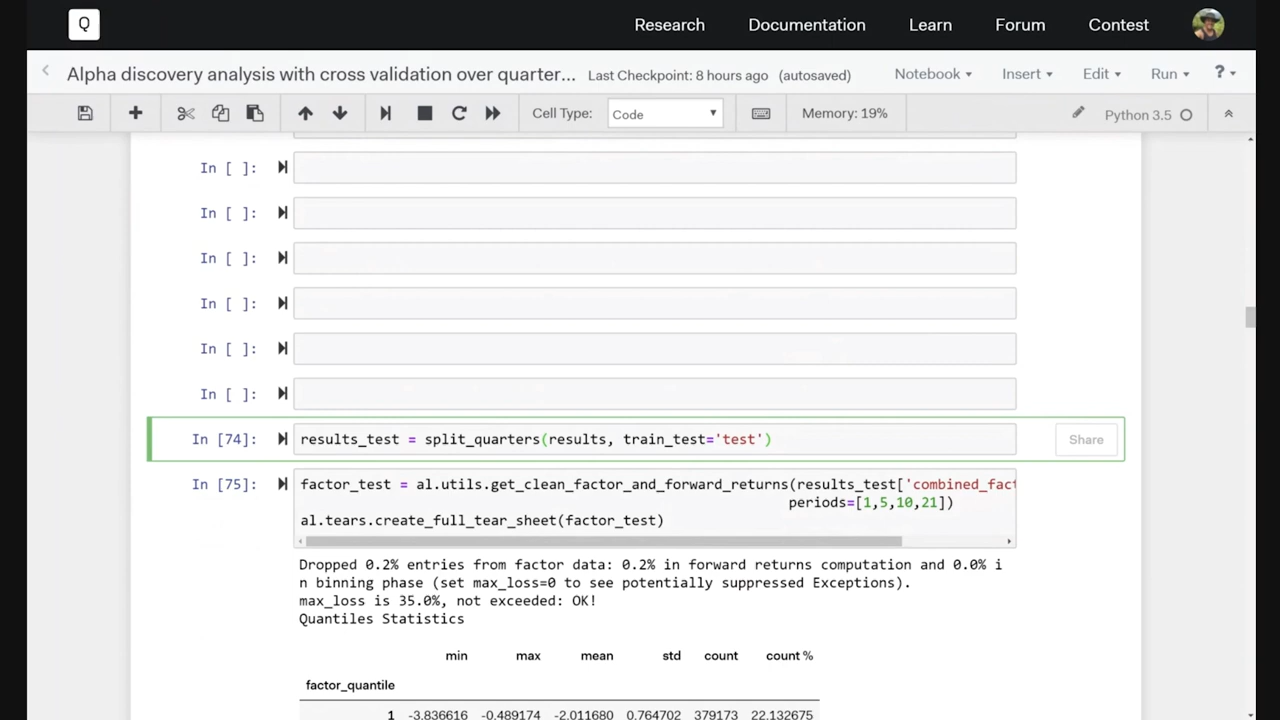 Q Research Documentation Learn Forum Contest
Alpha discovery analysis with cross validation over quarter... Last Checkpoint: 8 hours ago (autosaved) Notebook Insert Edit Run ?
Cell Type: Code Memory: 19% Python 3.5
In [ ]:
In [ ]:
In [ ]:
In [ ]:
In [ ]:
In [ ]:
In [74]: results_test = split_quarters(results, train_test='test') Share
In [75]: factor_test = al.utils.get_clean_factor_and_forward_returns(results_test['combined_fact
periods=[1,5,10,21])
al.tears.create_full_tear_sheet(factor_test)
Dropped 0.2% entries from factor data: 0.2% in forward returns computation and 0.0% i
n binning phase (set max_loss=0 to see potentially suppressed Exceptions).
max_loss is 35.0%, not exceeded: OK!
Quantiles Statistics
min max mean std count count %
factor_quantile
1 -3.836616 -0.489174 -2.011680 0.764702 379173 22.132675